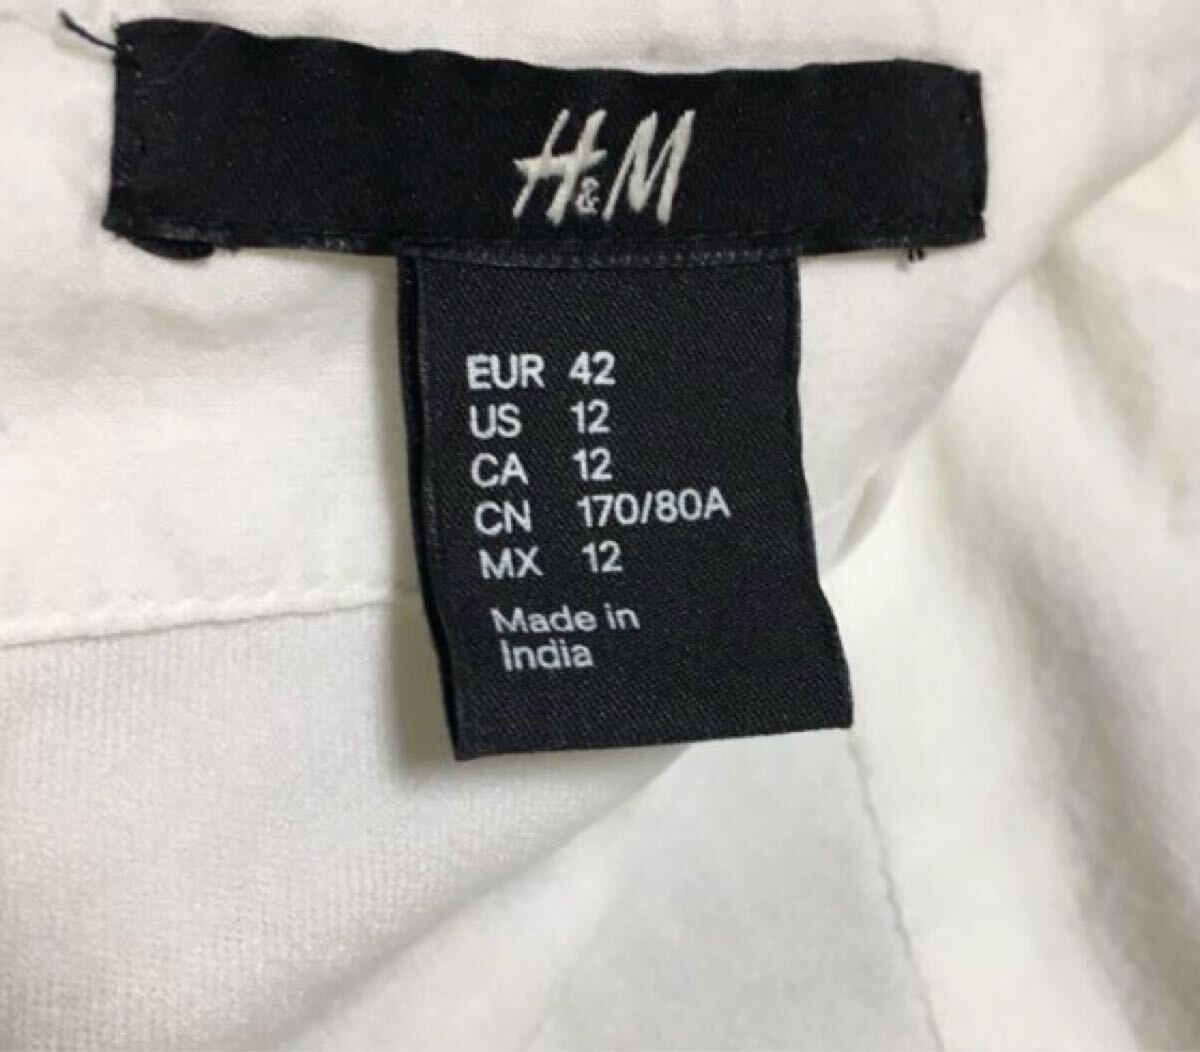 H&M
EUR 42
US 12
CA 12
CN 170/80A
MX 12
Made in
India